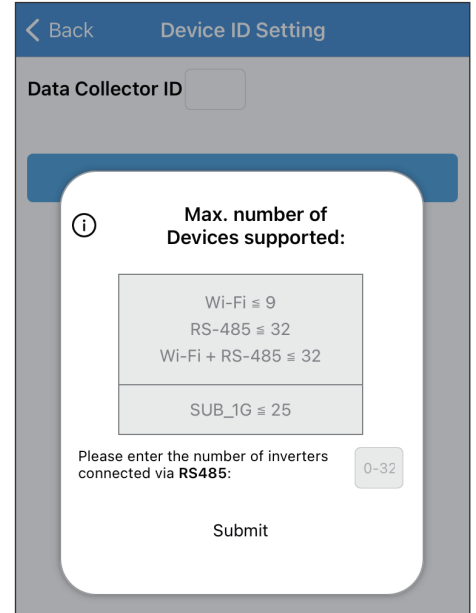 Back
Device ID Setting
Data Collector ID
Max. number of
Devices supported:
Wi-Fi ≦ 9
RS-485 ≦ 32
Wi-Fi + RS-485 ≦ 32
SUB_1G ≦ 25
Please enter the number of inverters
connected via RS485:
0-32
Submit